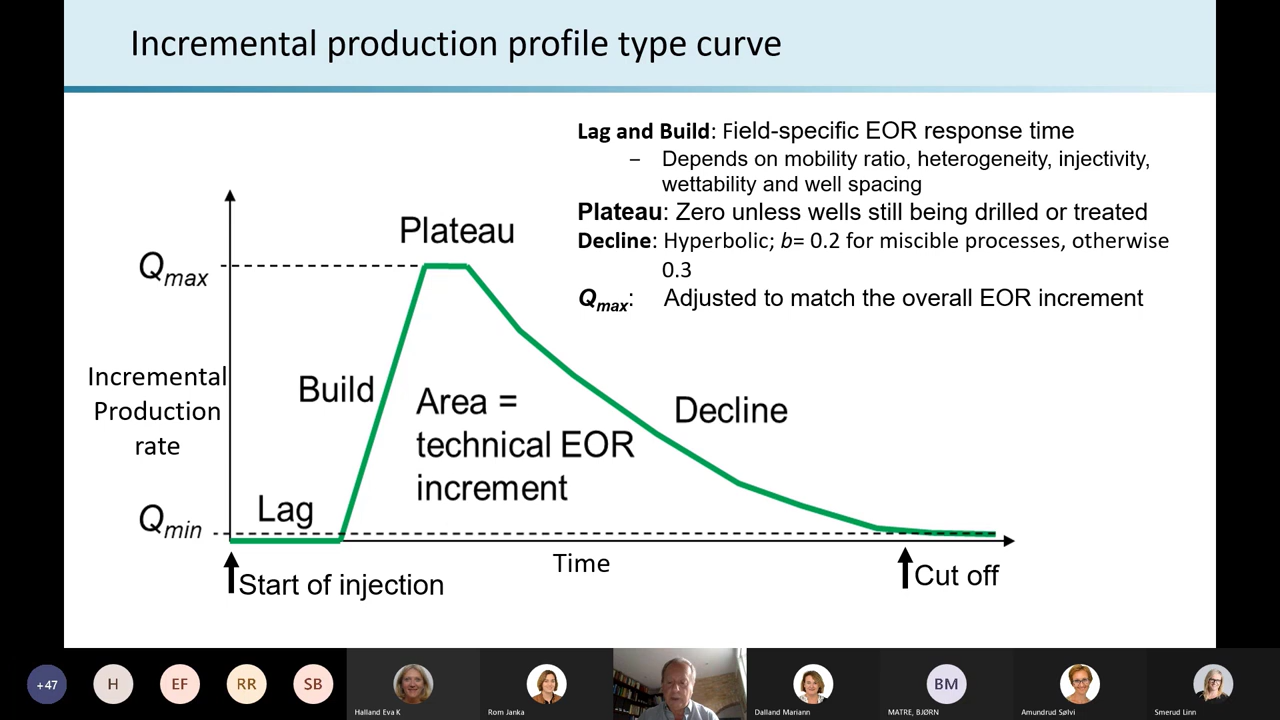 Incremental production profile type curve
Lag and Build: Field-specific EOR response time
– Depends on mobility ratio, heterogeneity, injectivity,
wettability and well spacing
Plateau: Zero unless wells still being drilled or treated
Decline: Hyperbolic; b= 0.2 for miscible processes, otherwise
0.3
Qmax: Adjusted to match the overall EOR increment
Plateau
Qmax
Incremental
Production
rate
Build
Area =
technical EOR
increment
Decline
Lag
Qmin
Time
Start of injection
Cut off
+47
H
EF
RR
SB
BM
Halland Eva K
Rom Janka
Dalland Mariann
MATRE, BJØRN
Amundrud Sølvi
Smerud Linn